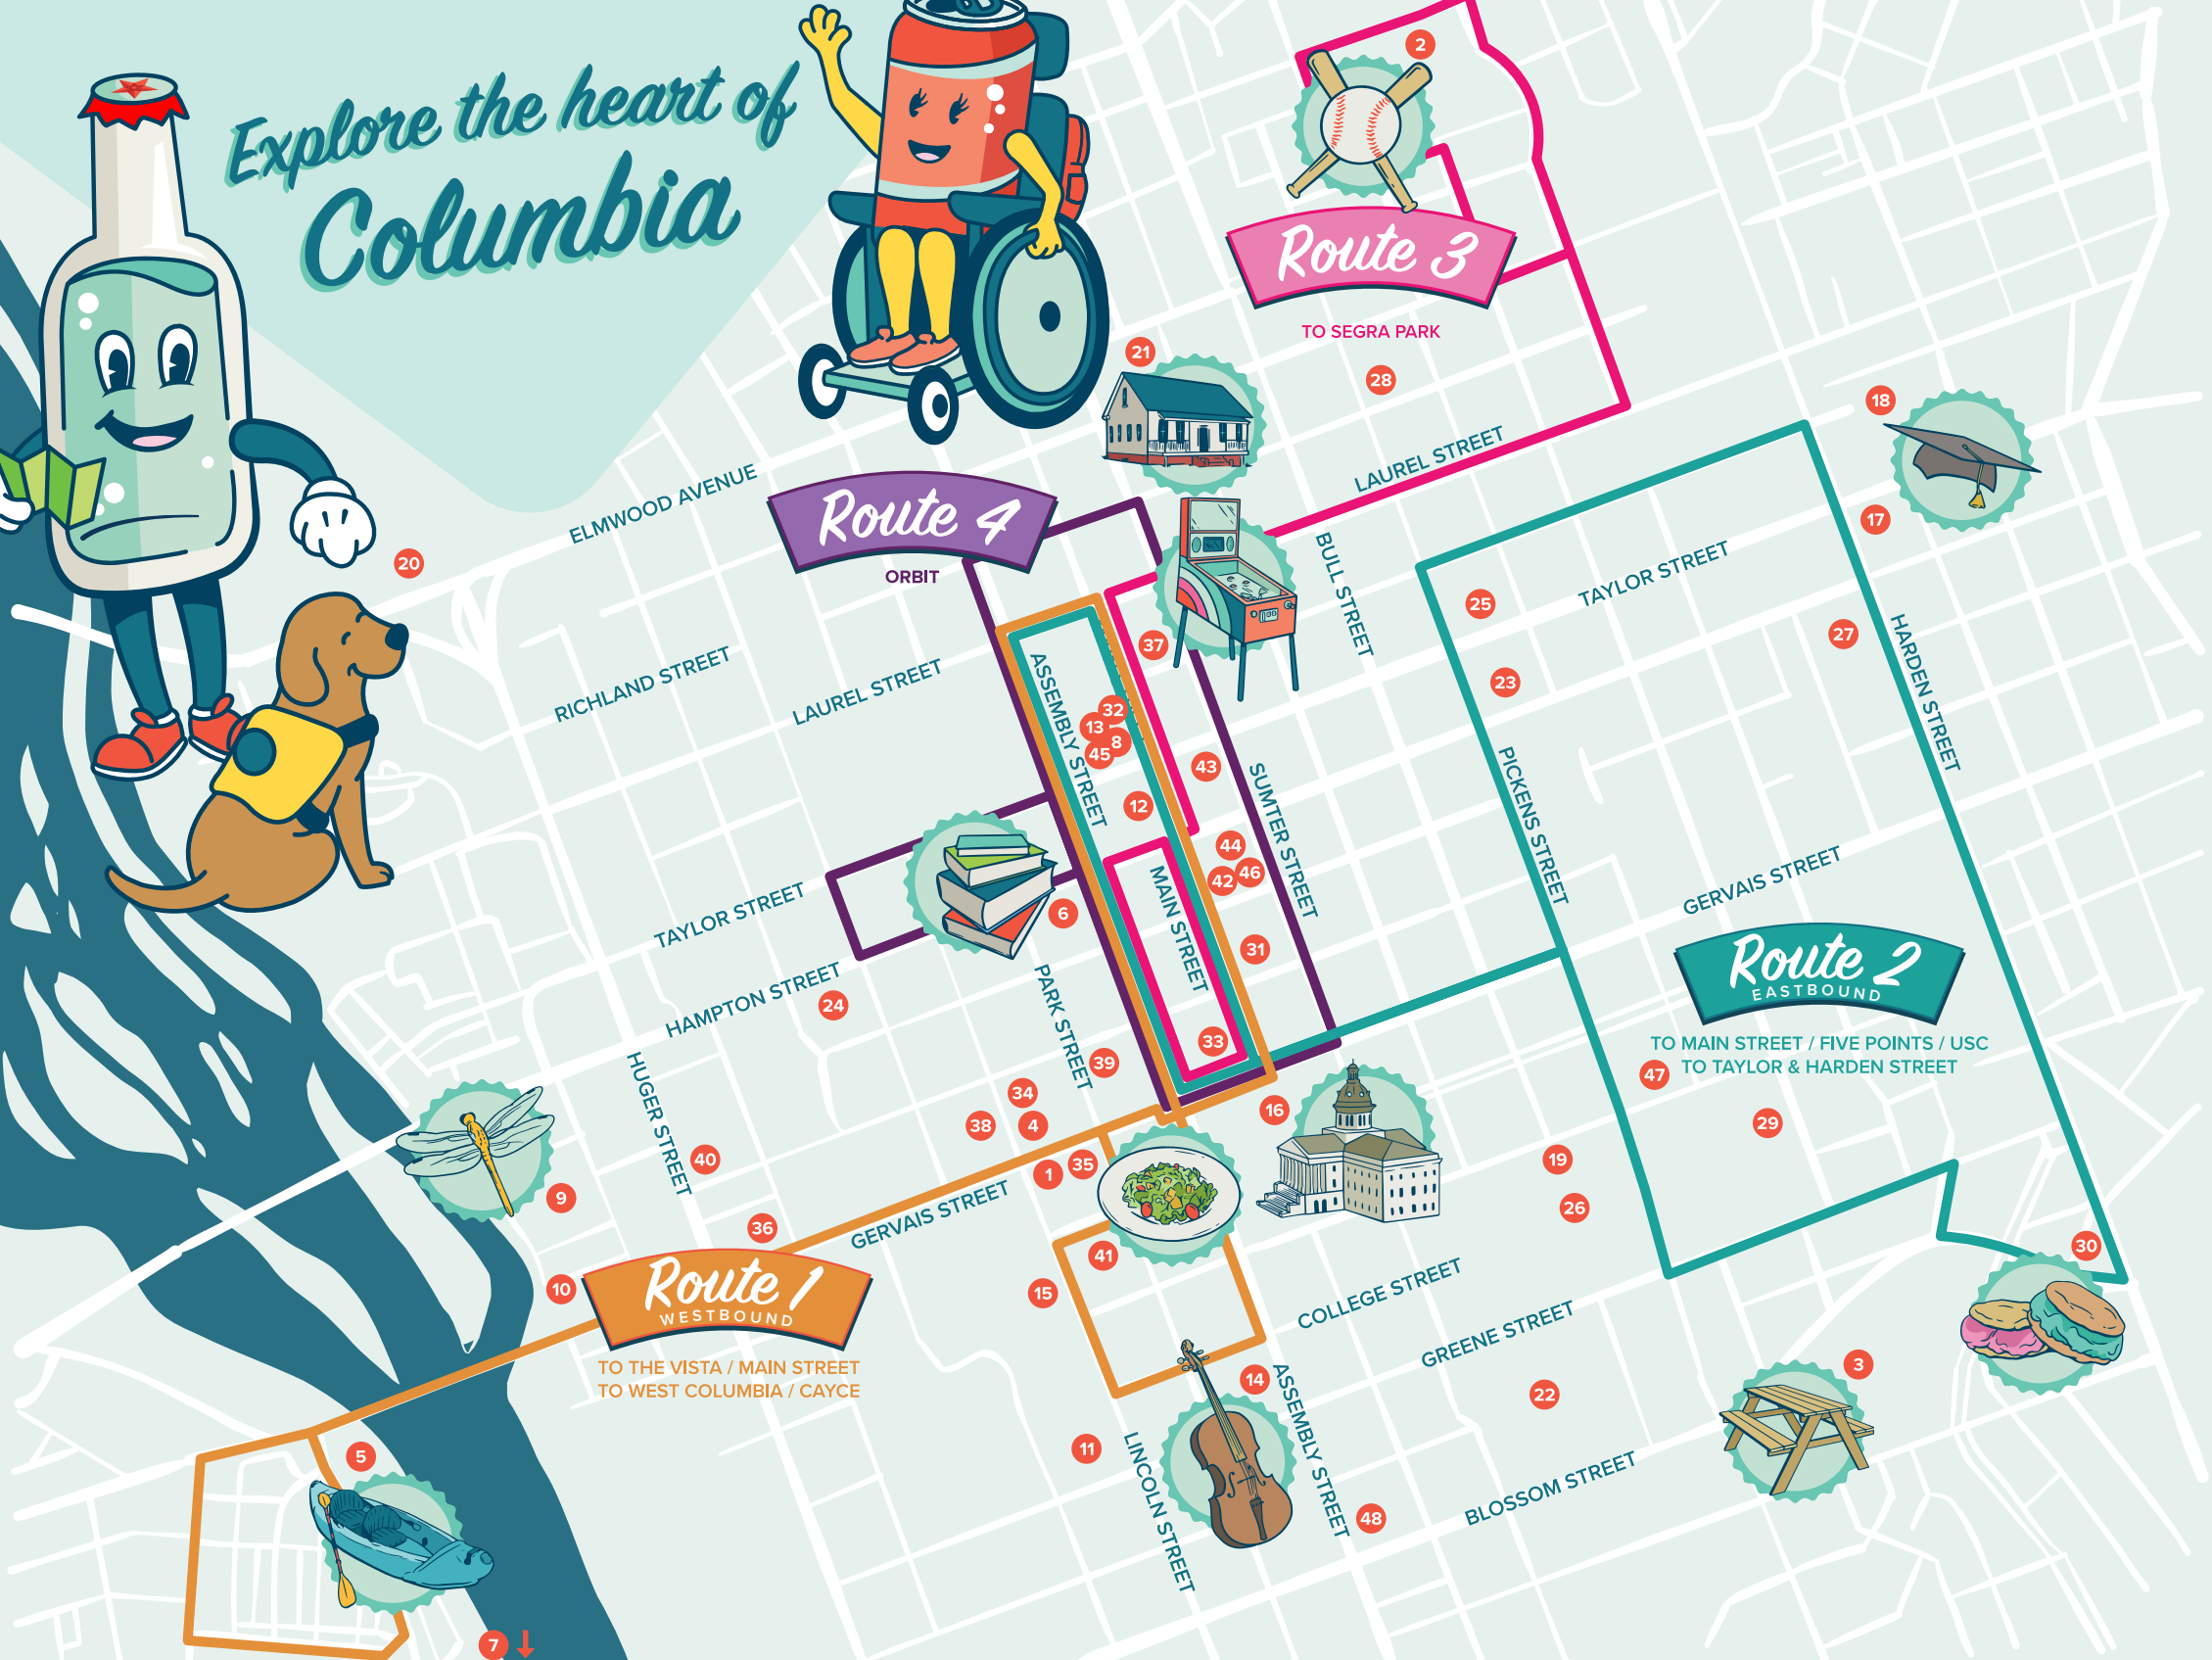 Explore the heart of
Columbia
2
Route 3
TO SEGRA PARK
21
28
18
LAUREL STREET
ELMWOOD AVENUE
Route 4
ORBIT
17
20
BULL STREET
TAYLOR STREET
25
27
37
HARDEN STREET
RICHLAND STREET
LAUREL STREET
ASSEMBLY STREET
23
32
13
8
45
43
12
SUMTER STREET
PICKENS STREET
44
42
46
MAIN STREET
GERVAIS STREET
TAYLOR STREET
6
31
Route 2
EASTBOUND
TO MAIN STREET / FIVE POINTS / USC
TO TAYLOR & HARDEN STREET
HAMPTON STREET
24
PARK STREET
33
39
47
HUGER STREET
34
38
4
16
29
40
1
35
19
9
26
GERVAIS STREET
36
41
30
10
Route 1
WESTBOUND
TO THE VISTA / MAIN STREET
TO WEST COLUMBIA / CAYCE
15
COLLEGE STREET
GREENE STREET
14
3
22
ASSEMBLY STREET
11
LINCOLN STREET
5
48
BLOSSOM STREET
7